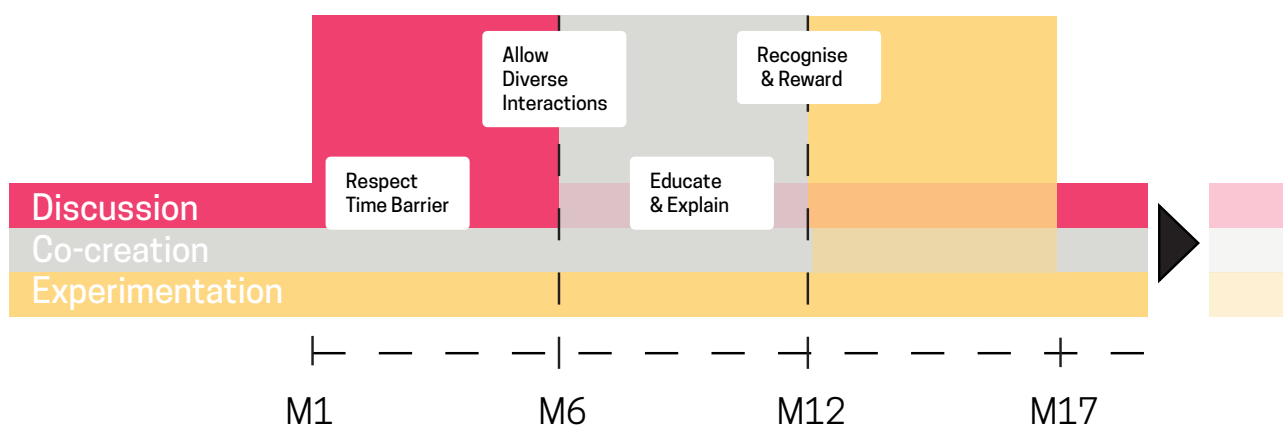 Allow
Diverse
Interactions
Recognise
& Reward
Respect
Time Barrier
Educate
& Explain
Discussion
Co-creation
Experimentation
M1
M6
M12
M17